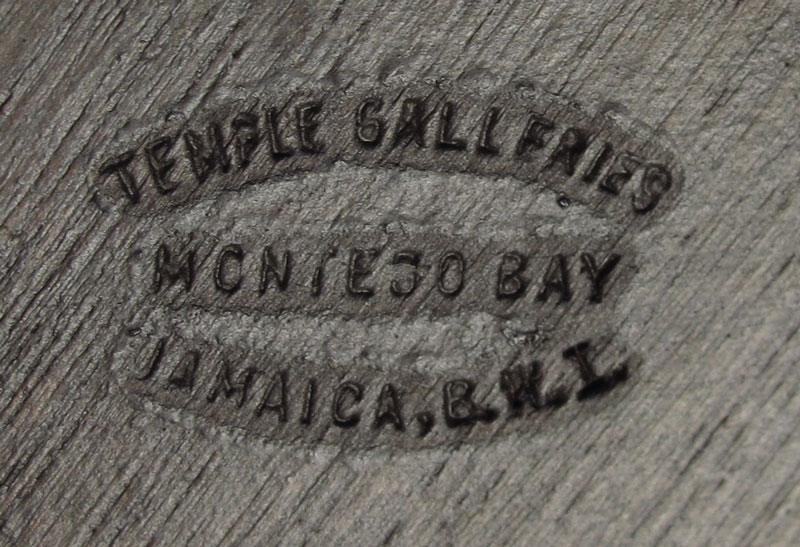 TEMPLE GALLERIES
MONTEGO BAY
JAMAICA, B.W.I.